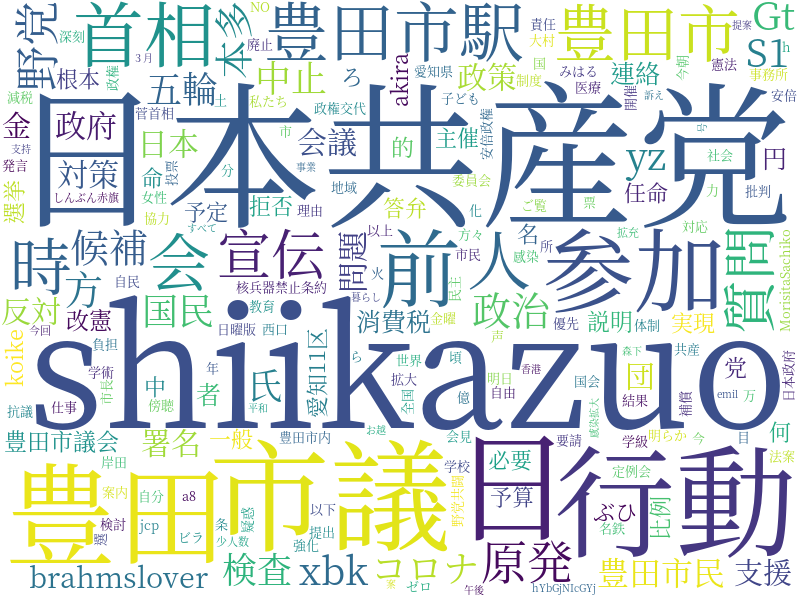 野党
首相
本多
豊田市駅
豊田市
Gt
S1
h
NO
責任
提案
大村
廃止
深刻
3月
根本
政権
五輪
中止
ろ
akira
愛知県
政策
国
制度
連絡
みはる
医療
憲法
今朝
事務所
減税
菅首相
土
私たち
政権交代
子ども
開催
訴え
安倍
金
政府
日本
会議
主催
安倍政権
的
yz
号
社会
円
発言
支持
対策
命
投票
市
分
事業
選挙
しんぶん赤旗
女性
地域
委員会
力
任命
批判
予定
拒否
答弁
化
ご覧
票
協力
すべて
理由
以上
方々
名
所
拡充
対応
日本共産党
時
候補
会
宣伝
問題
前
市民
人
感染
参加
質問
MorisitaSachiko
方
自民
核兵器禁止条約
火
民主
反対
改憲
国民
教育
暮らし
消費税
金曜
政治
優先
説明
体制
実現
koike
今回
負担
日曜版
西口
声
森下
共産
党
日本政府
shiikazuo
学術
中
者
年
氏
愛知11区
ら
頃
世界
拡大
明日
自由
香港
団
国会
結果
emil
万
補質
抗議
仕事
市長
傍聴
平和
億
全国
感染拡大
豊田市議会
署名
一般
豊田市内
お越
会見
要請
学級
明らか
今
目
何
岸田
豊田市議
日
行動
必要
定例会
法案
案内
自分
a8
以下
学校
野党共闘
予算
ぶひ
比例
名鉄
選
検討
jcp
条
疑惑
提出
ビラ
少人数
強化
原発
brahmslover
検査
xbk
コロナ
ゼロ
案
午後
hYbGjNIcGYj
豊田市民
支援